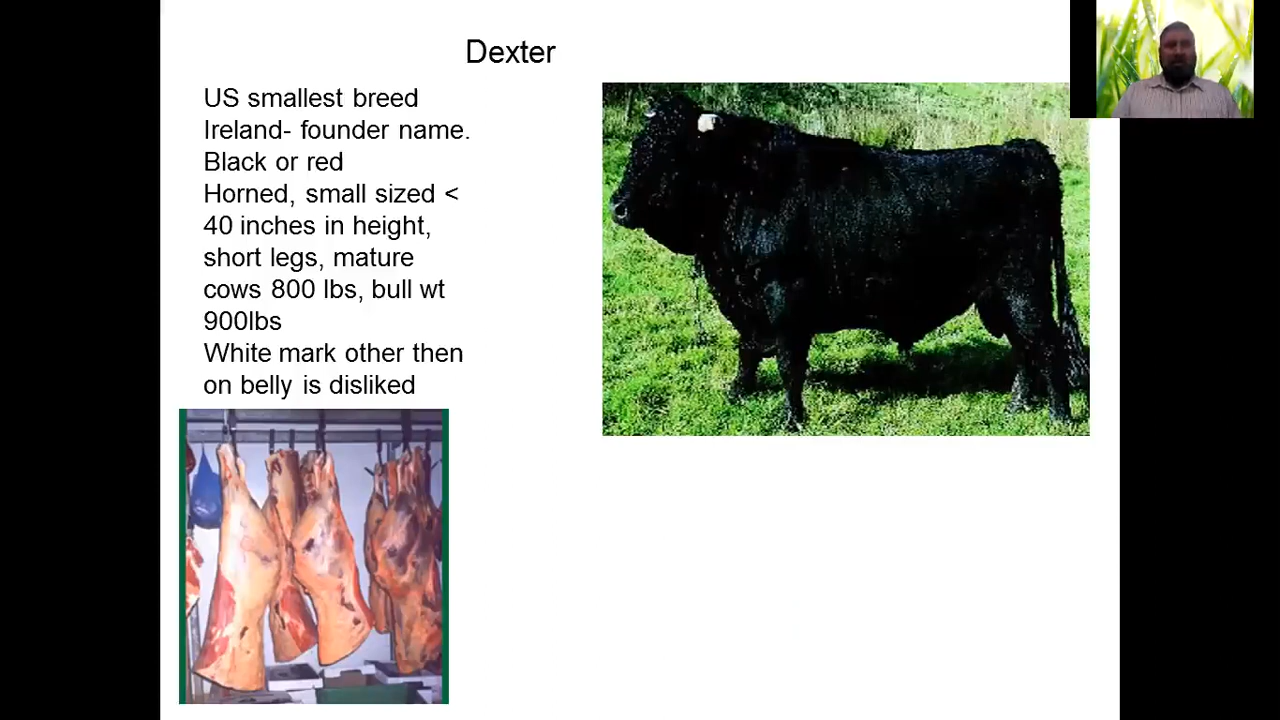 Dexter
US smallest breed
Ireland- founder name.
Black or red
Horned, small sized <
40 inches in height,
short legs, mature
cows 800 lbs, bull wt
900lbs
White mark other then
on belly is disliked